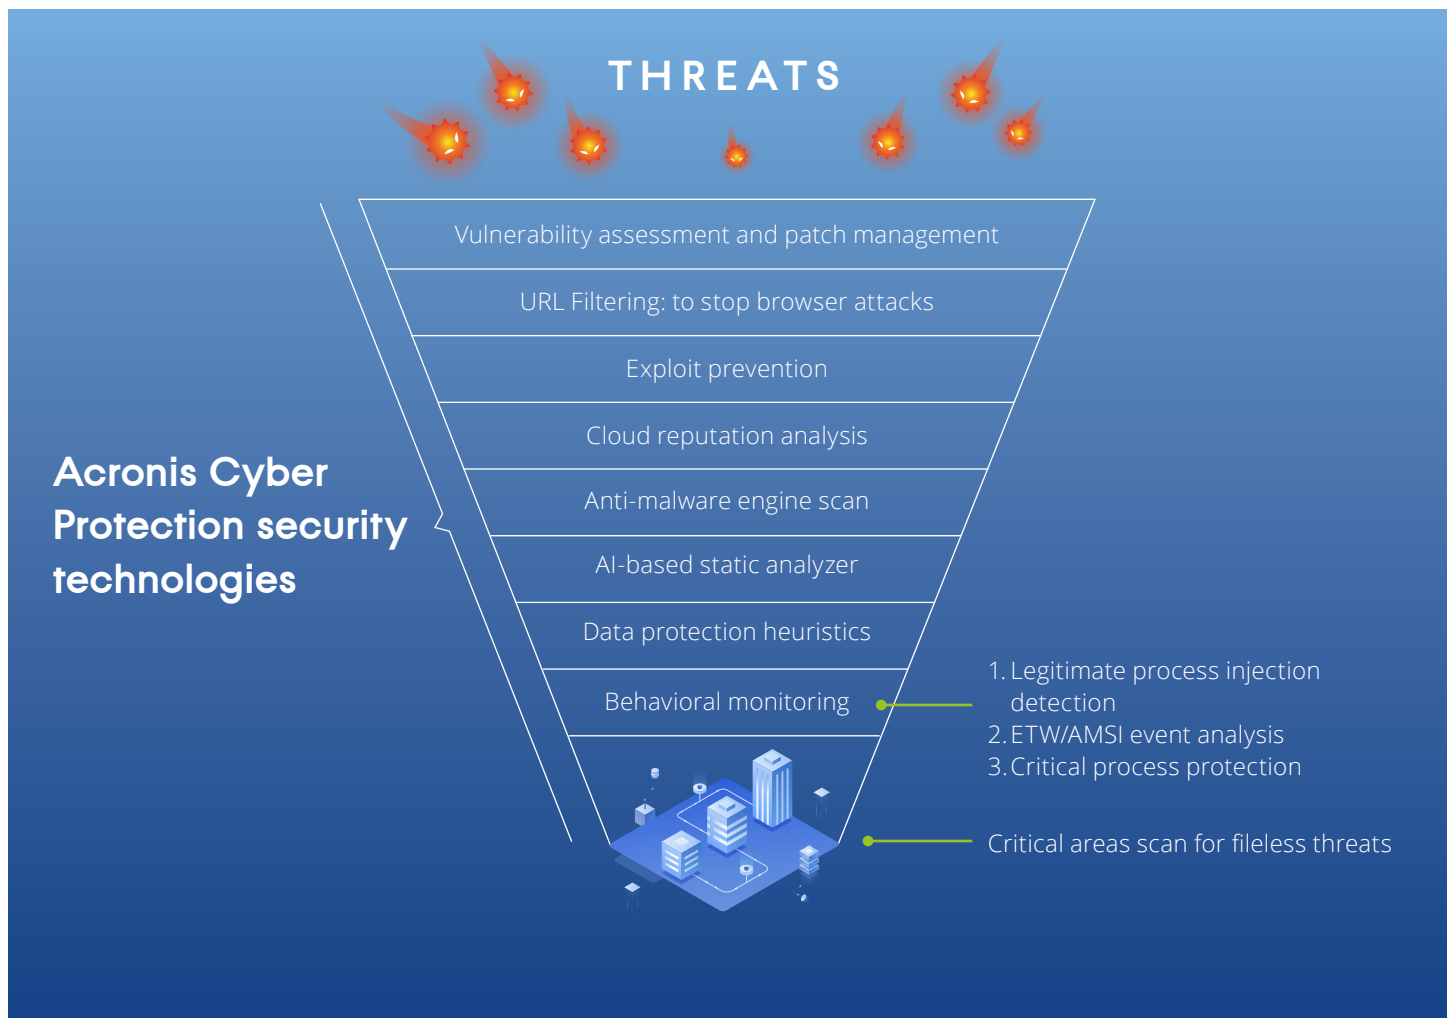 THREATS
Vulnerability assessment and patch management
URL Filtering: to stop browser attacks
Exploit prevention
Cloud reputation analysis
Anti-malware engine scan
AI-based static analyzer
Data protection heuristics
Behavioral monitoring
Acronis Cyber
Protection security
technologies
1. Legitimate process injection
detection
2. ETW/AMSI event analysis
3. Critical process protection
Critical areas scan for fileless threats